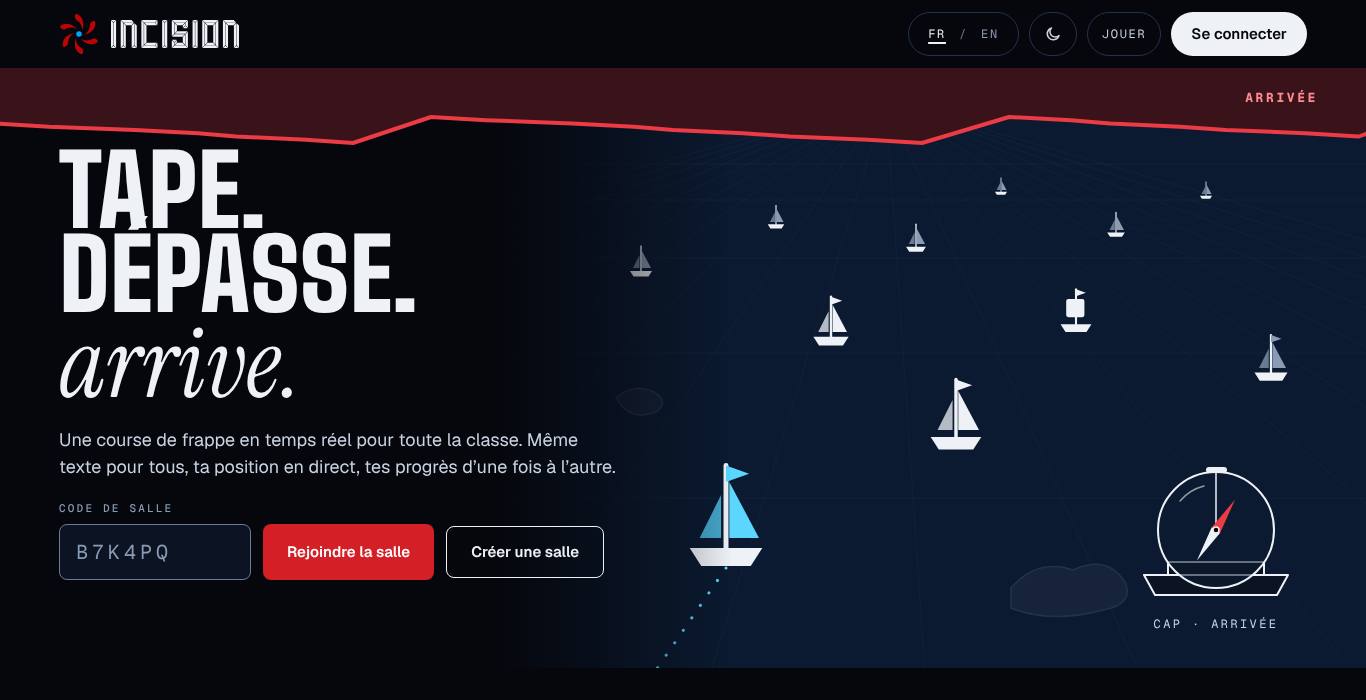 INCISION
FR / EN
JOUER
Se connecter
ARRIVÉE
TAPE.
DÉPASSE.
arrive.
Une course de frappe en temps réel pour toute la classe. Même
texte pour tous, ta position en direct, tes progrès d’une fois à l’autre.
CODE DE SALLE
B7K4PQ
Rejoindre la salle
Créer une salle
CAP · ARRIVÉE